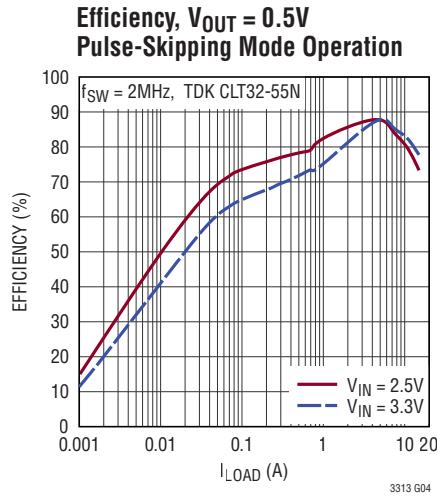 Efficiency, VOUT = 0.5V
Pulse-Skipping Mode Operation
100
90
80
70
60
50
40
30
20
10
0
EFFICIENCY (%)
fSW = 2MHz, TDK CLT32-55N
VIN = 2.5V
VIN = 3.3V
0.001 0.01 0.1 1 10 20
ILOAD (A)
3313 G04